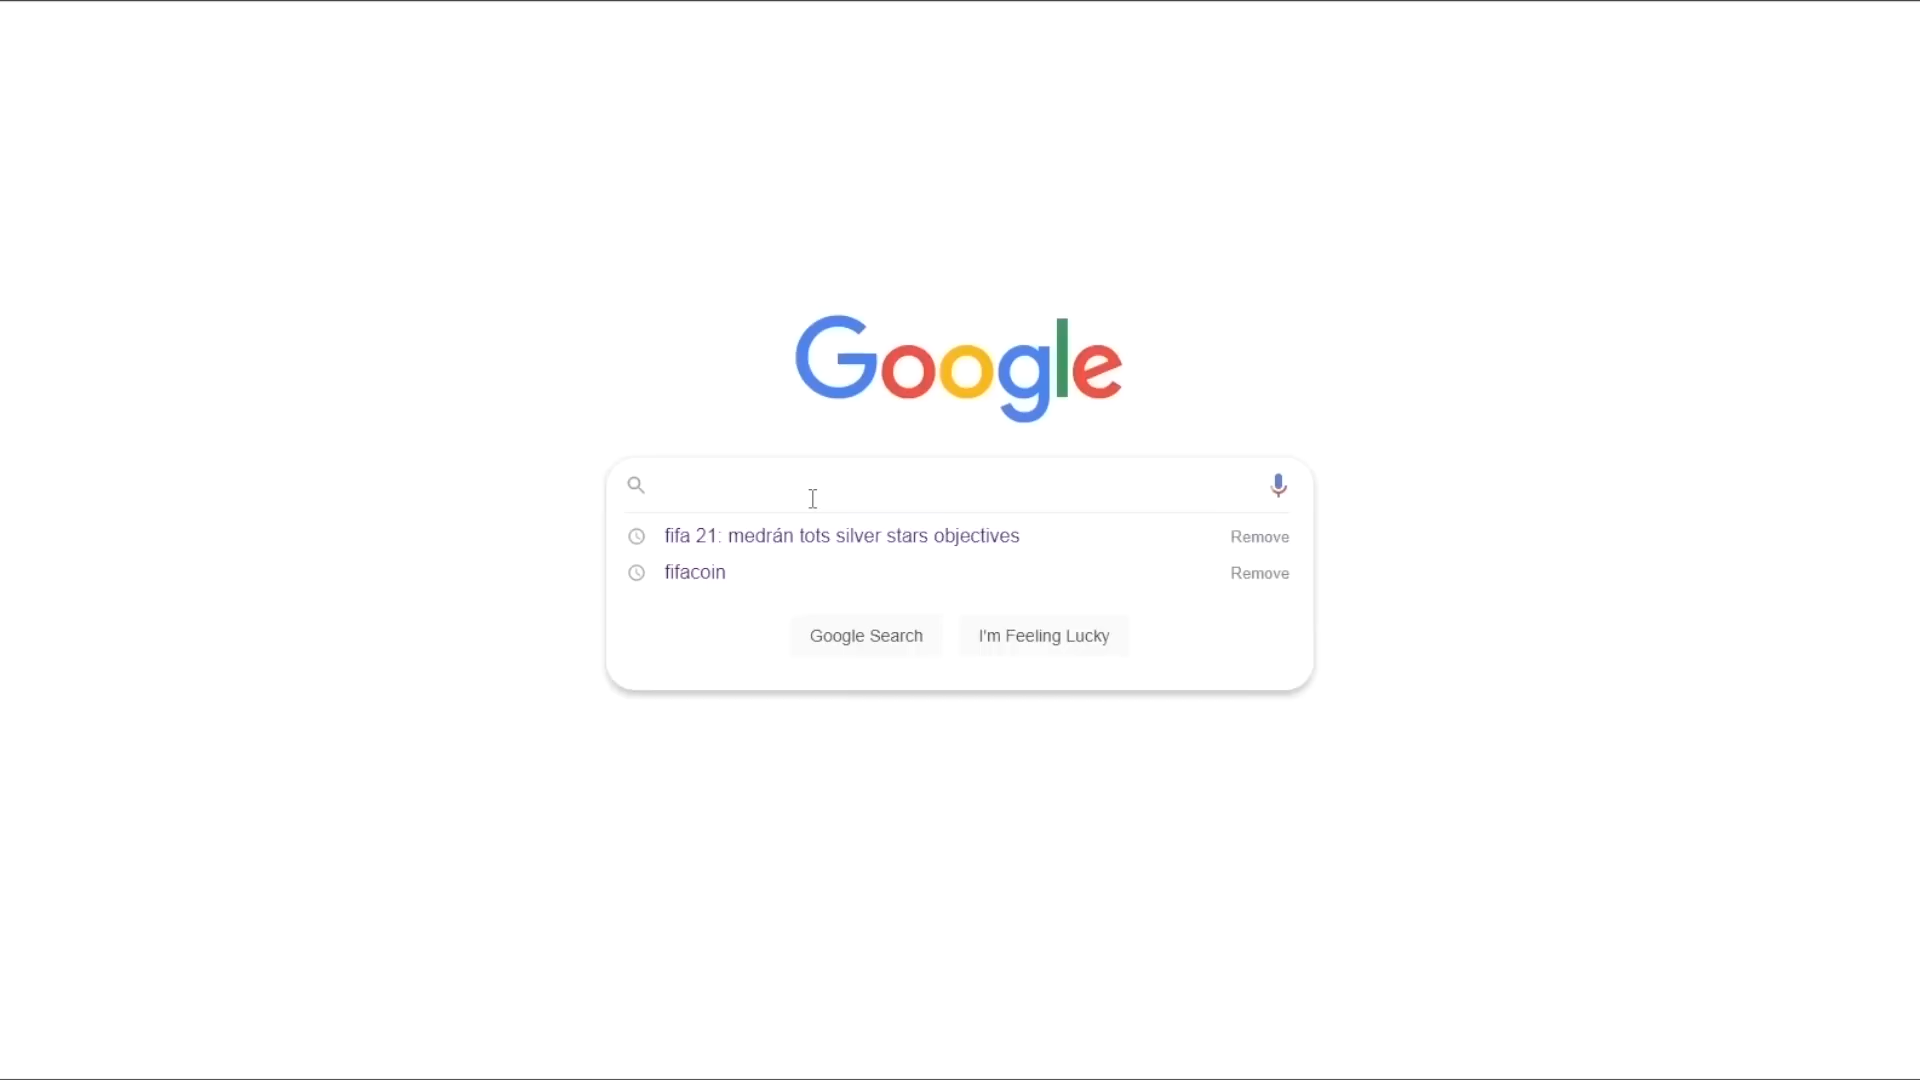 Google
fifa 21: medrán tots silver stars objectives Remove
fifacoin Remove
Google Search I'm Feeling Lucky